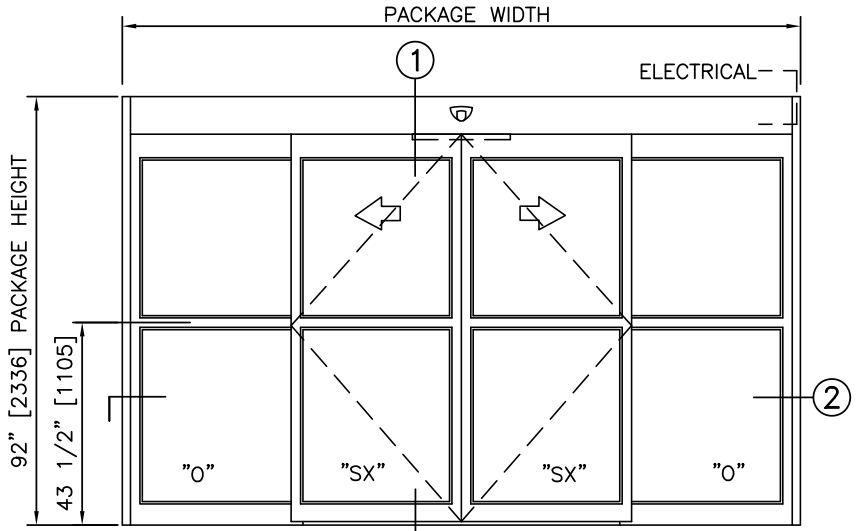 PACKAGE WIDTH
1
ELECTRICAL
92" [2336] PACKAGE HEIGHT
43 1/2" [1105]
2
"O" "SX" "SX" "O"